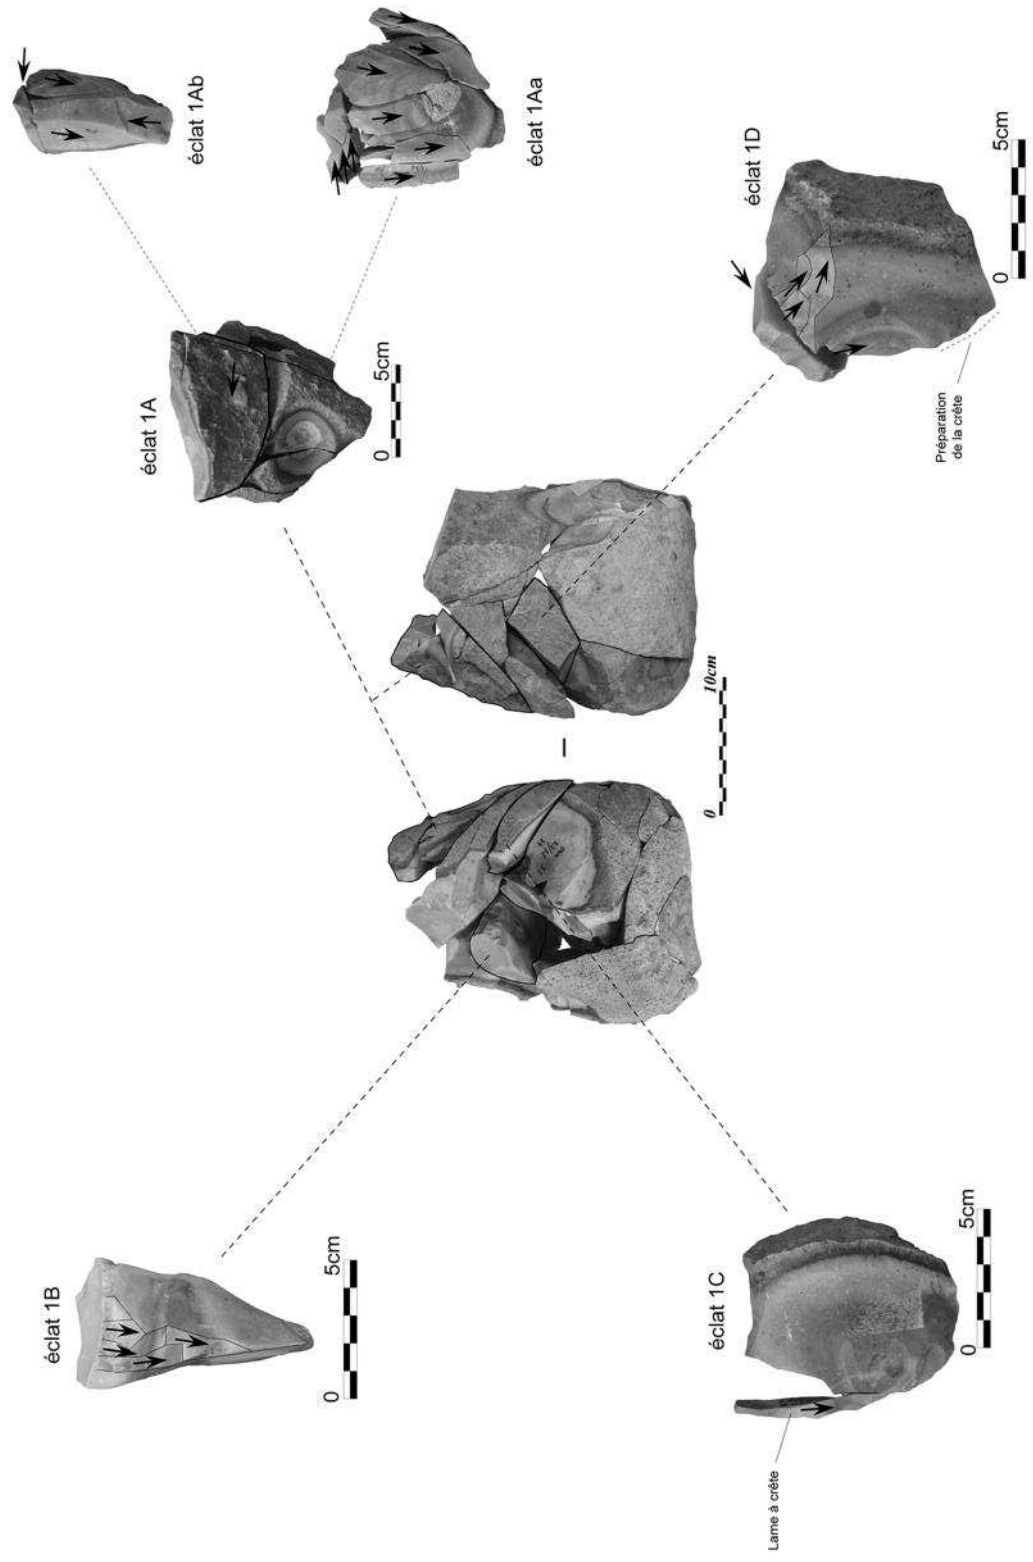 éclat 1B
éclat 1A
éclat 1Ab
0 5cm
0 5cm
éclat 1Aa
0 10cm
éclat 1C
éclat 1D
Lame à crête
Préparation
de la crête
0 5cm
0 5cm